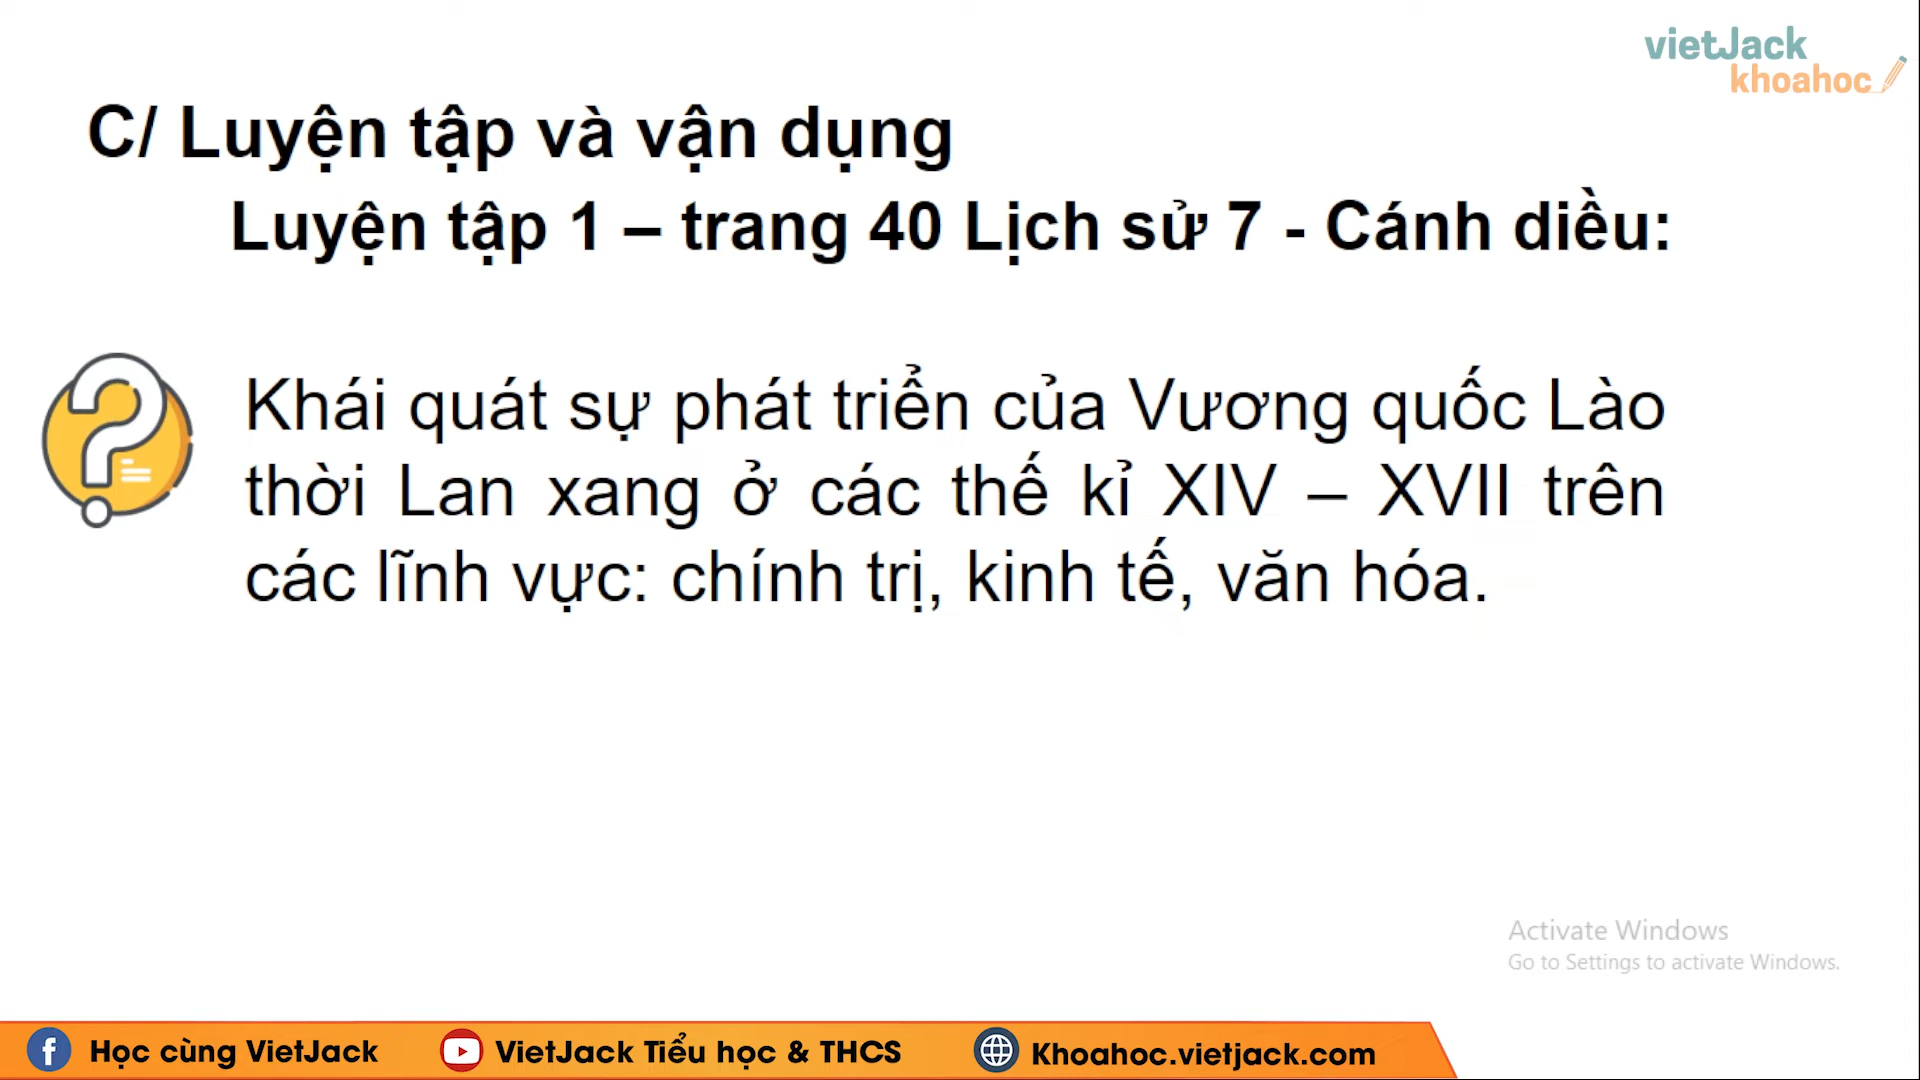 vietJack
khoahoc
C/ Luyện tập và vận dụng
Luyện tập 1 – trang 40 Lịch sử 7 - Cánh diều:
Khái quát sự phát triển của Vương quốc Lào
thời Lan xang ở các thế kỉ XIV – XVII trên
các lĩnh vực: chính trị, kinh tế, văn hóa.
Activate Windows
Go to Settings to activate Windows.
Học cùng VietJack
VietJack Tiểu học & THCS
Khoahoc.vietjack.com